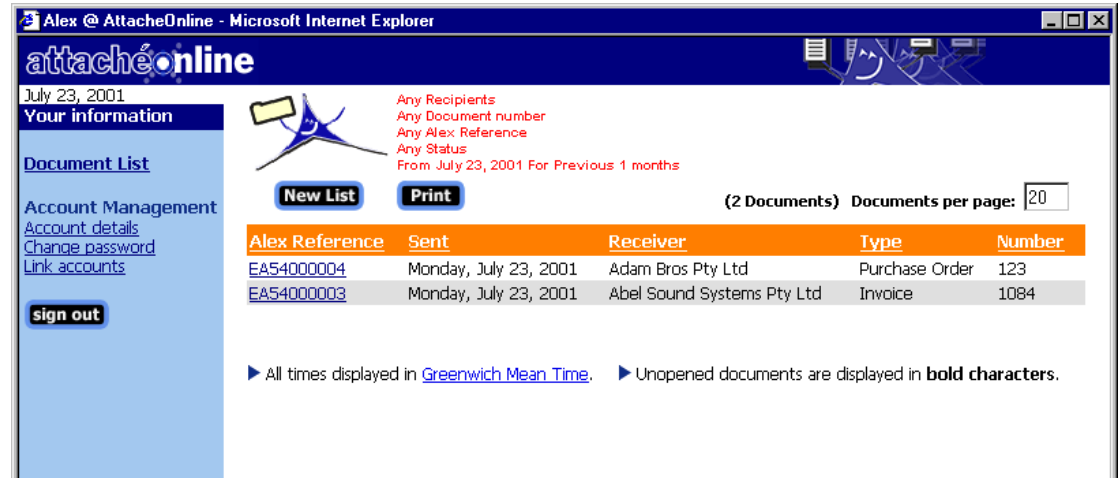 Alex @ AttacheOnline - Microsoft Internet Explorer
attachéonline
July 23, 2001
Your information
Document List
Account Management
Account details
Change password
Link accounts
sign out
Any Recipients
Any Document number
Any Alex Reference
Any Status
From July 23, 2001 For Previous 1 months
New List Print (2 Documents) Documents per page: 20
Alex Reference Sent Receiver Type Number
EA54000004 Monday, July 23, 2001 Adam Bros Pty Ltd Purchase Order 123
EA54000003 Monday, July 23, 2001 Abel Sound Systems Pty Ltd Invoice 1084
All times displayed in Greenwich Mean Time. Unopened documents are displayed in bold characters.